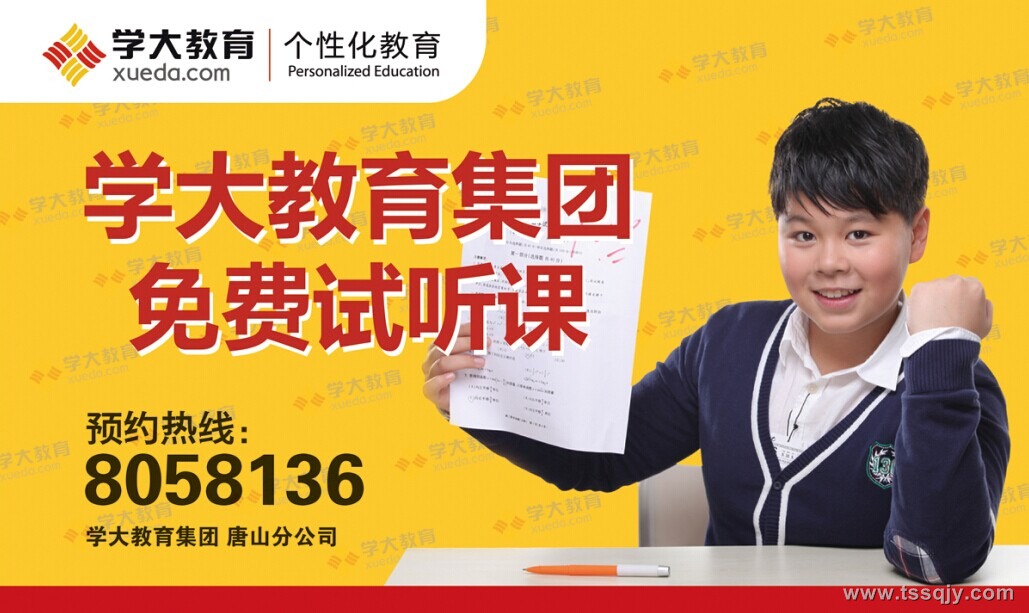 学大教育 个性化教育
xueda.com Personalized Education
学大教育集团
免费试听课
预约热线:
8058136
学大教育集团 唐山分公司
www.tssqjy.com